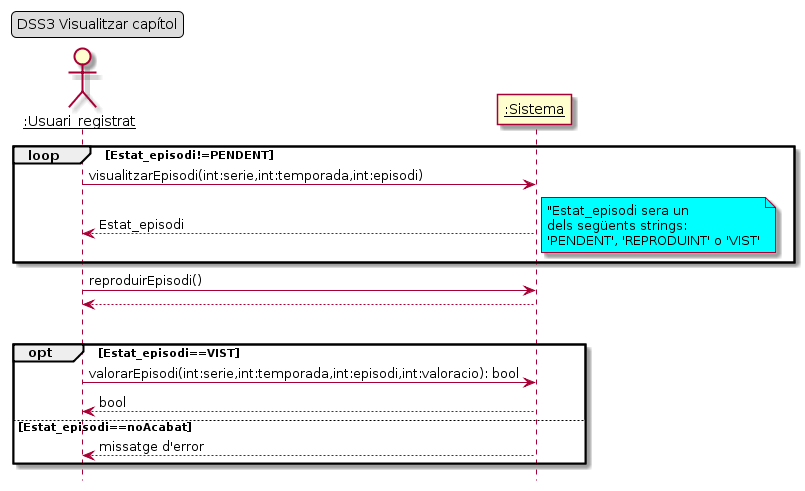 DSS3 Visualitzar capítol
:Usuari registrat
:Sistema
loop [Estat_episodi!=PENDENT]
visualitzarEpisodi(int:serie,int:temporada,int:episodi)
"Estat_episodi sera un
dels següents strings:
'PENDENT', 'REPRODUINT' o 'VIST'
Estat_episodi
reproduirEpisodi()
opt [Estat_episodi==VIST]
valorarEpisodi(int:serie,int:temporada,int:episodi,int:valoracio): bool
bool
[Estat_episodi==noAcabat]
missatge d'error